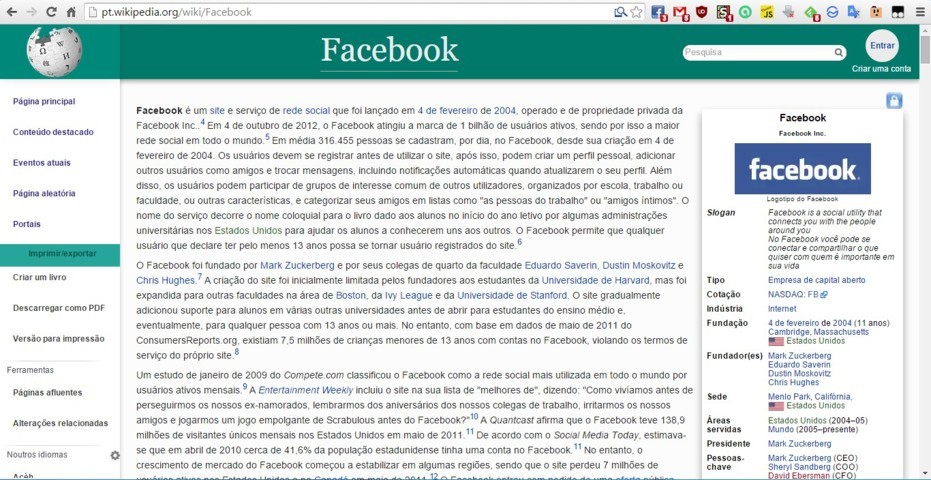 pt.wikipedia.org/wiki/Facebook
Facebook
Pesquisa
Entrar
Criar uma conta
Página principal
Conteúdo destacado
Eventos atuais
Página aleatória
Portais
Imprimir/exportar
Criar um livro
Descarregar como PDF
Versão para impressão
Ferramentas
Páginas afluentes
Alterações relacionadas
Noutros idiomas
Facebook é um site e serviço de rede social que foi lançado em 4 de fevereiro de 2004, operado e de propriedade privada da
Facebook Inc..4 Em 4 de outubro de 2012, o Facebook atingiu a marca de 1 bilhão de usuários ativos, sendo por isso a maior
rede social em todo o mundo.5 Em média 316.455 pessoas se cadastram, por dia, no Facebook, desde sua criação em 4 de
fevereiro de 2004. Os usuários devem se registrar antes de utilizar o site, após isso, podem criar um perfil pessoal, adicionar
outros usuários como amigos e trocar mensagens, incluindo notificações automáticas quando atualizarem o seu perfil. Além
disso, os usuários podem participar de grupos de interesse comum de outros utilizadores, organizados por escola, trabalho ou
faculdade, ou outras características, e categorizar seus amigos em listas como "as pessoas do trabalho" ou "amigos íntimos". O
nome do serviço decorre o nome coloquial para o livro dado aos alunos no início do ano letivo por algumas administrações
universitárias nos Estados Unidos para ajudar os alunos a conhecerem uns aos outros. O Facebook permite que qualquer
usuário que declare ter pelo menos 13 anos possa se tornar usuário registrados do site.6
O Facebook foi fundado por Mark Zuckerberg e por seus colegas de quarto da faculdade Eduardo Saverin, Dustin Moskovitz e
Chris Hughes.7 A criação do site foi inicialmente limitada pelos fundadores aos estudantes da Universidade de Harvard, mas foi
expandida para outras faculdades na área de Boston, da Ivy League e da Universidade de Stanford. O site gradualmente
adicionou suporte para alunos em várias outras universidades antes de abrir para estudantes do ensino médio e,
eventualmente, para qualquer pessoa com 13 anos ou mais. No entanto, com base em dados de maio de 2011 do
ConsumersReports.org, existiam 7,5 milhões de crianças menores de 13 anos com contas no Facebook, violando os termos de
serviço do próprio site.8
Um estudo de janeiro de 2009 do Compete.com classificou o Facebook como a rede social mais utilizada em todo o mundo por
usuários ativos mensais.9 A Entertainment Weekly incluiu o site na sua lista de "melhores de", dizendo: "Como vivíamos antes de
perseguirmos os nossos ex-namorados, lembrarmos dos aniversários dos nossos colegas de trabalho, irritarmos os nossos
amigos e jogarmos um jogo empolgante de Scrabulous antes do Facebook?"10 A Quantcast afirma que o Facebook teve 138,9
milhões de visitantes únicos mensais nos Estados Unidos em maio de 2011.11 De acordo com o Social Media Today, estimava-
se que em abril de 2010 cerca de 41,6% da população estadunidense tinha uma conta no Facebook.11 No entanto, o
crescimento de mercado do Facebook começou a estabilizar em algumas regiões, sendo que o site perdeu 7 milhões de
Facebook
Facebook Inc.
facebook
Logotipo do Facebook
Slogan Facebook is a social utility that
connects you with the people
around you
No Facebook você pode se
conectar e compartilhar o que
quiser com quem é importante em
sua vida
Tipo Empresa de capital aberto
Cotação NASDAQ: FB
Indústria Internet
Fundação 4 de fevereiro de 2004 (11 anos)
Cambridge, Massachusetts
Estados Unidos
Fundador(es) Mark Zuckerberg
Eduardo Saverin
Dustin Moskovitz
Chris Hughes
Sede Menlo Park, Califórnia,
Estados Unidos
Áreas Estados Unidos (2004–05)
servidas Mundo (2005–presente)
Presidente Mark Zuckerberg
Pessoas- Mark Zuckerberg (CEO)
chave Sheryl Sandberg (COO)
David Ebersman (CFO)